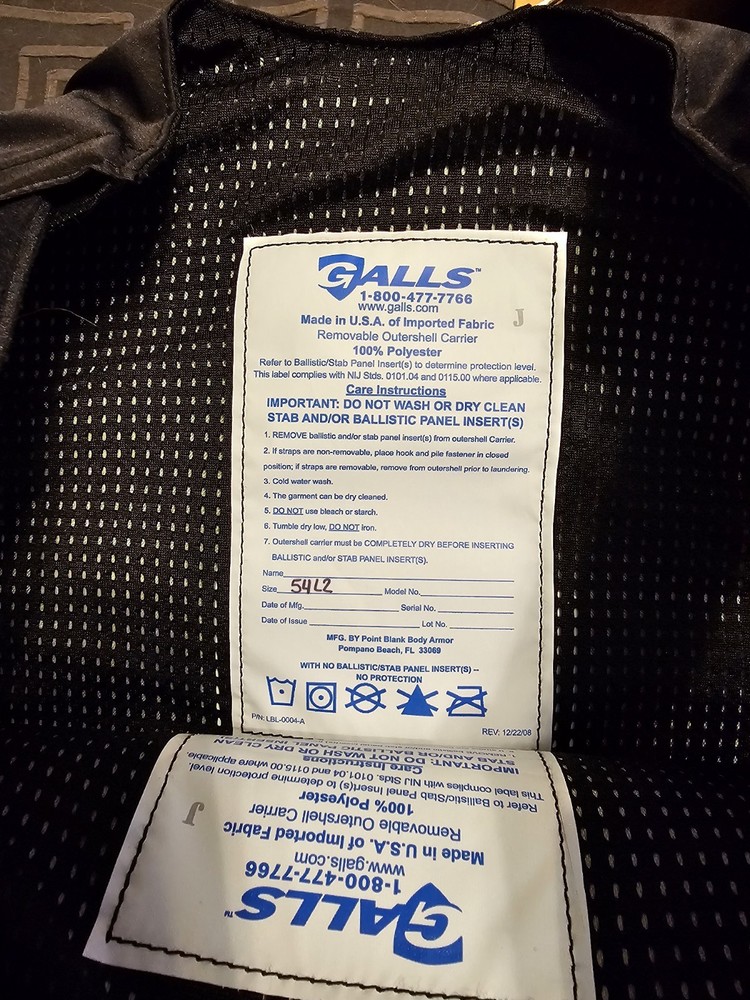 GALLS™
1-800-477-7766
www.galls.com
J
Made in U.S.A. of Imported Fabric
Removable Outershell Carrier
100% Polyester
Refer to Ballistic/Stab Panel Insert(s) to determine protection level.
This label complies with NIJ Stds. 0101.04 and 0115.00 where applicable.
Care Instructions
IMPORTANT: DO NOT WASH OR DRY CLEAN
STAB AND/OR BALLISTIC PANEL INSERT(S)
1. REMOVE ballistic and/or stab panel insert(s) from outershell Carrier.
2. If straps are non-removable, place hook and pile fastener in closed
position; if straps are removable, remove from outershell prior to laundering.
3. Cold water wash.
4. The garment can be dry cleaned.
5. DO NOT use bleach or starch.
6. Tumble dry low, DO NOT iron.
7. Outershell carrier must be COMPLETELY DRY BEFORE INSERTING
BALLISTIC and/or STAB PANEL INSERT(S).
Name
Size 54L2 Model No.
Date of Mfg. Serial No.
Date of Issue Lot No.
MFG. BY Point Blank Body Armor
Pompano Beach, FL 33069
WITH NO BALLISTIC/STAB PANEL INSERT(S) --
NO PROTECTION
P/N: LBL-0004-A REV. 12/22/08
GALLS™
1-800-477-7766
www.galls.com
Made in U.S.A. of Imported Fabric
J
Removable Outershell Carrier
100% Polyester
Refer to Ballistic/Stab Panel Insert(s) to determine protection level.
This label complies with NIJ Stds. 0101.04 and 0115.00 where applicable.
Care Instructions
IMPORTANT: DO NOT WASH OR DRY CLEAN
STAB AND/OR BALLISTIC PANEL INSERT